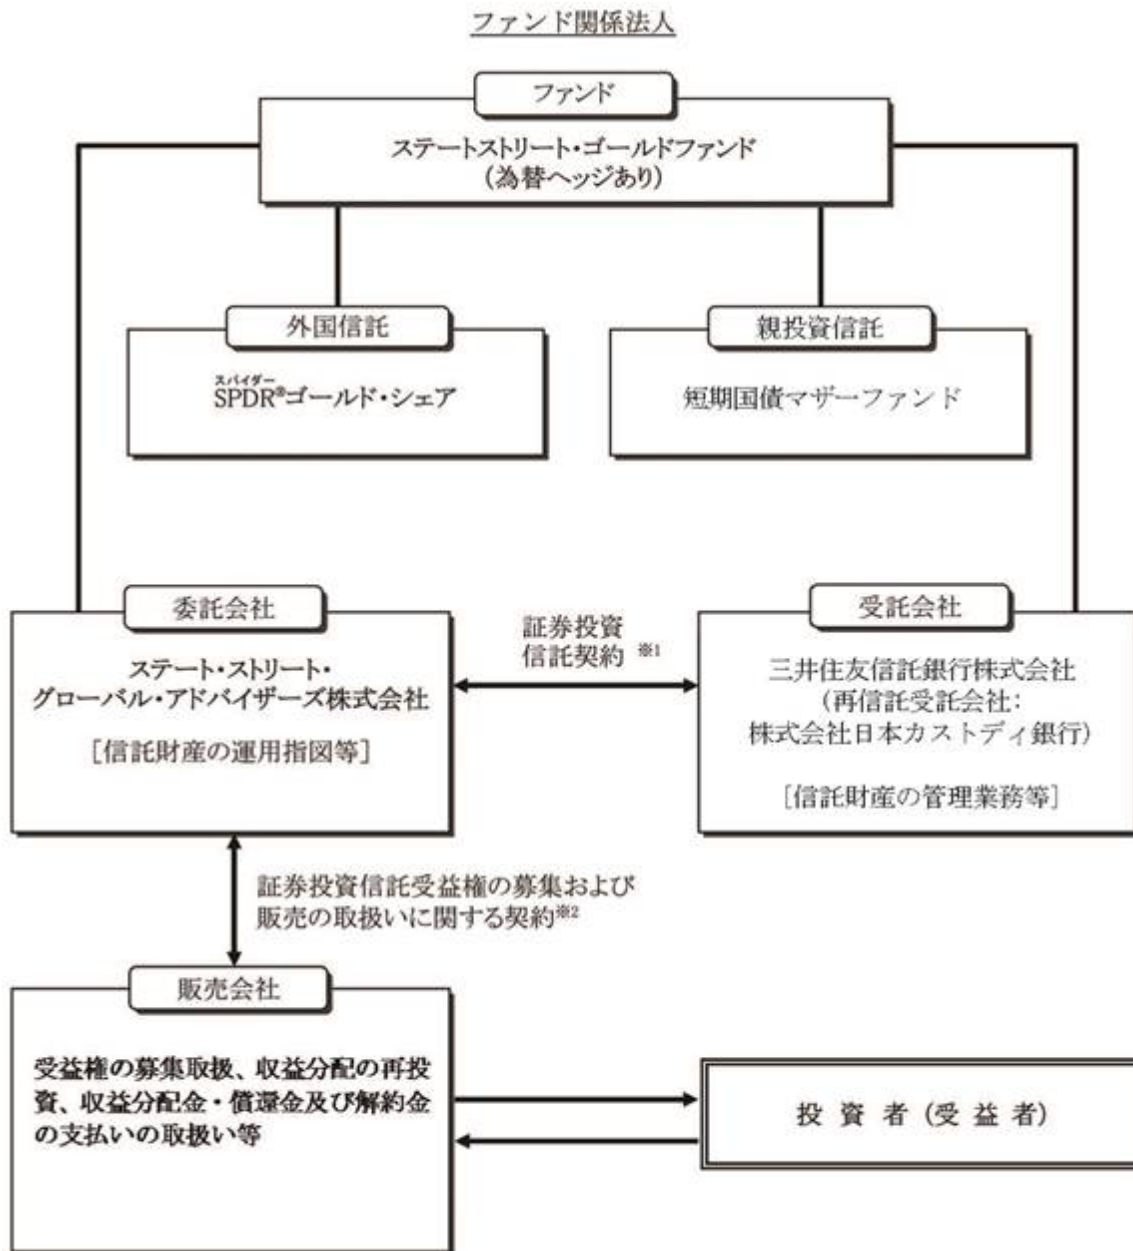 ファンド関係法人
ファンド
ステートストリート・ゴールドファンド
(為替ヘッジあり)
外国信託
スパイダー
SPDR®ゴールド・シェア
親投資信託
短期国債マザーファンド
委託会社
ステート・ストリート・
グローバル・アドバイザーズ株式会社
[信託財産の運用指図等]
証券投資
信託契約 ※1
受託会社
三井住友信託銀行株式会社
(再信託受託会社:
株式会社日本カストディ銀行)
[信託財産の管理業務等]
証券投資信託受益権の募集および
販売の取扱いに関する契約※2
販売会社
受益権の募集取扱、収益分配の再投
資、収益分配金・償還金及び解約金
の支払いの取扱い等
投 資 者 (受 益 者)